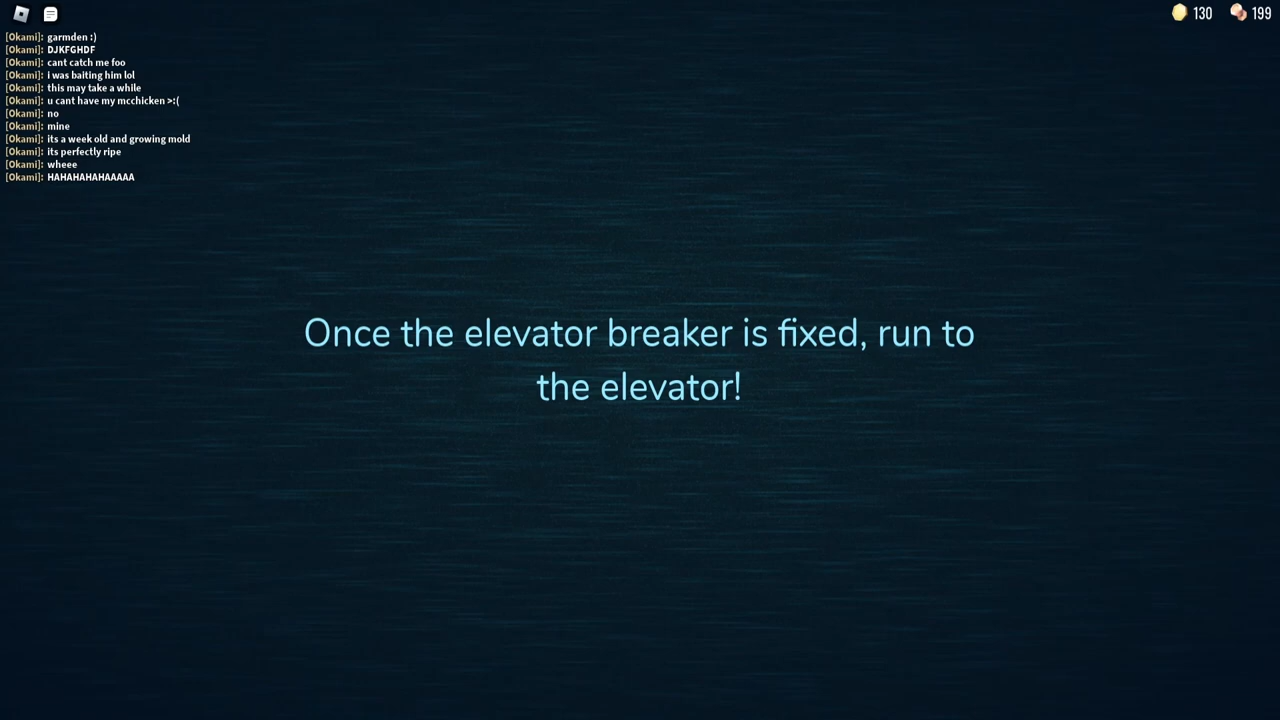 130 199
[Okami]: garmden :)
[Okami]: DJKFGHDF
[Okami]: cant catch me foo
[Okami]: i was baiting him lol
[Okami]: this may take a while
[Okami]: u cant have my mcchicken >:(
[Okami]: no
[Okami]: mine
[Okami]: its a week old and growing mold
[Okami]: its perfectly ripe
[Okami]: wheee
[Okami]: HAHAHAHAHAAAAA
Once the elevator breaker is fixed, run to
the elevator!